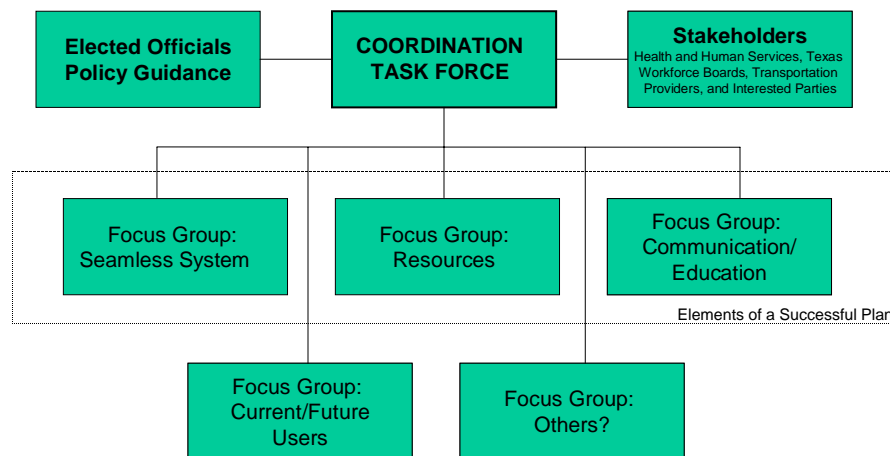 Elected Officials
Policy Guidance
COORDINATION
TASK FORCE
Stakeholders
Health and Human Services, Texas
Workforce Boards, Transportation
Providers, and Interested Parties
Focus Group:
Seamless System
Focus Group:
Resources
Focus Group:
Communication/
Education
Elements of a Successful Plan
Focus Group:
Current/Future
Users
Focus Group:
Others?